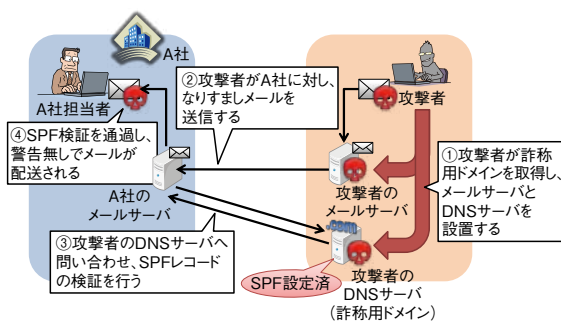 A社
②攻撃者がA社に対し、
なりすましメールを
送信する
A社担当者
攻撃者
④SPF検証を通過し、
警告無しでメールが
配送される
①攻撃者が詐称
用ドメインを取得し、
メールサーバと
DNSサーバを
設置する
A社の
メールサーバ
攻撃者の
メールサーバ
.com
③攻撃者のDNSサーバへ
問い合わせ、SPFレコード
の検証を行う
SPF設定済
攻撃者の
DNSサーバ
(詐称用ドメイン)